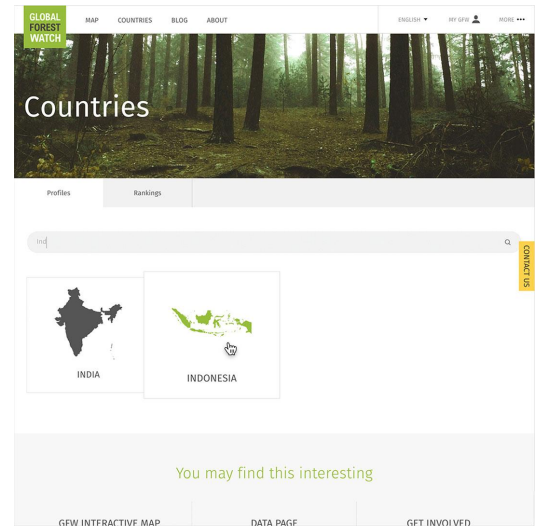 GLOBAL
FOREST
WATCH
MAP COUNTRIES BLOG ABOUT
ENGLISH MY GFW MORE
Countries
Profiles Rankings
Ind
CONTACT US
INDIA
INDONESIA
You may find this interesting
GFW INTERACTIVE MAP DATA PAGE GET INVOLVED